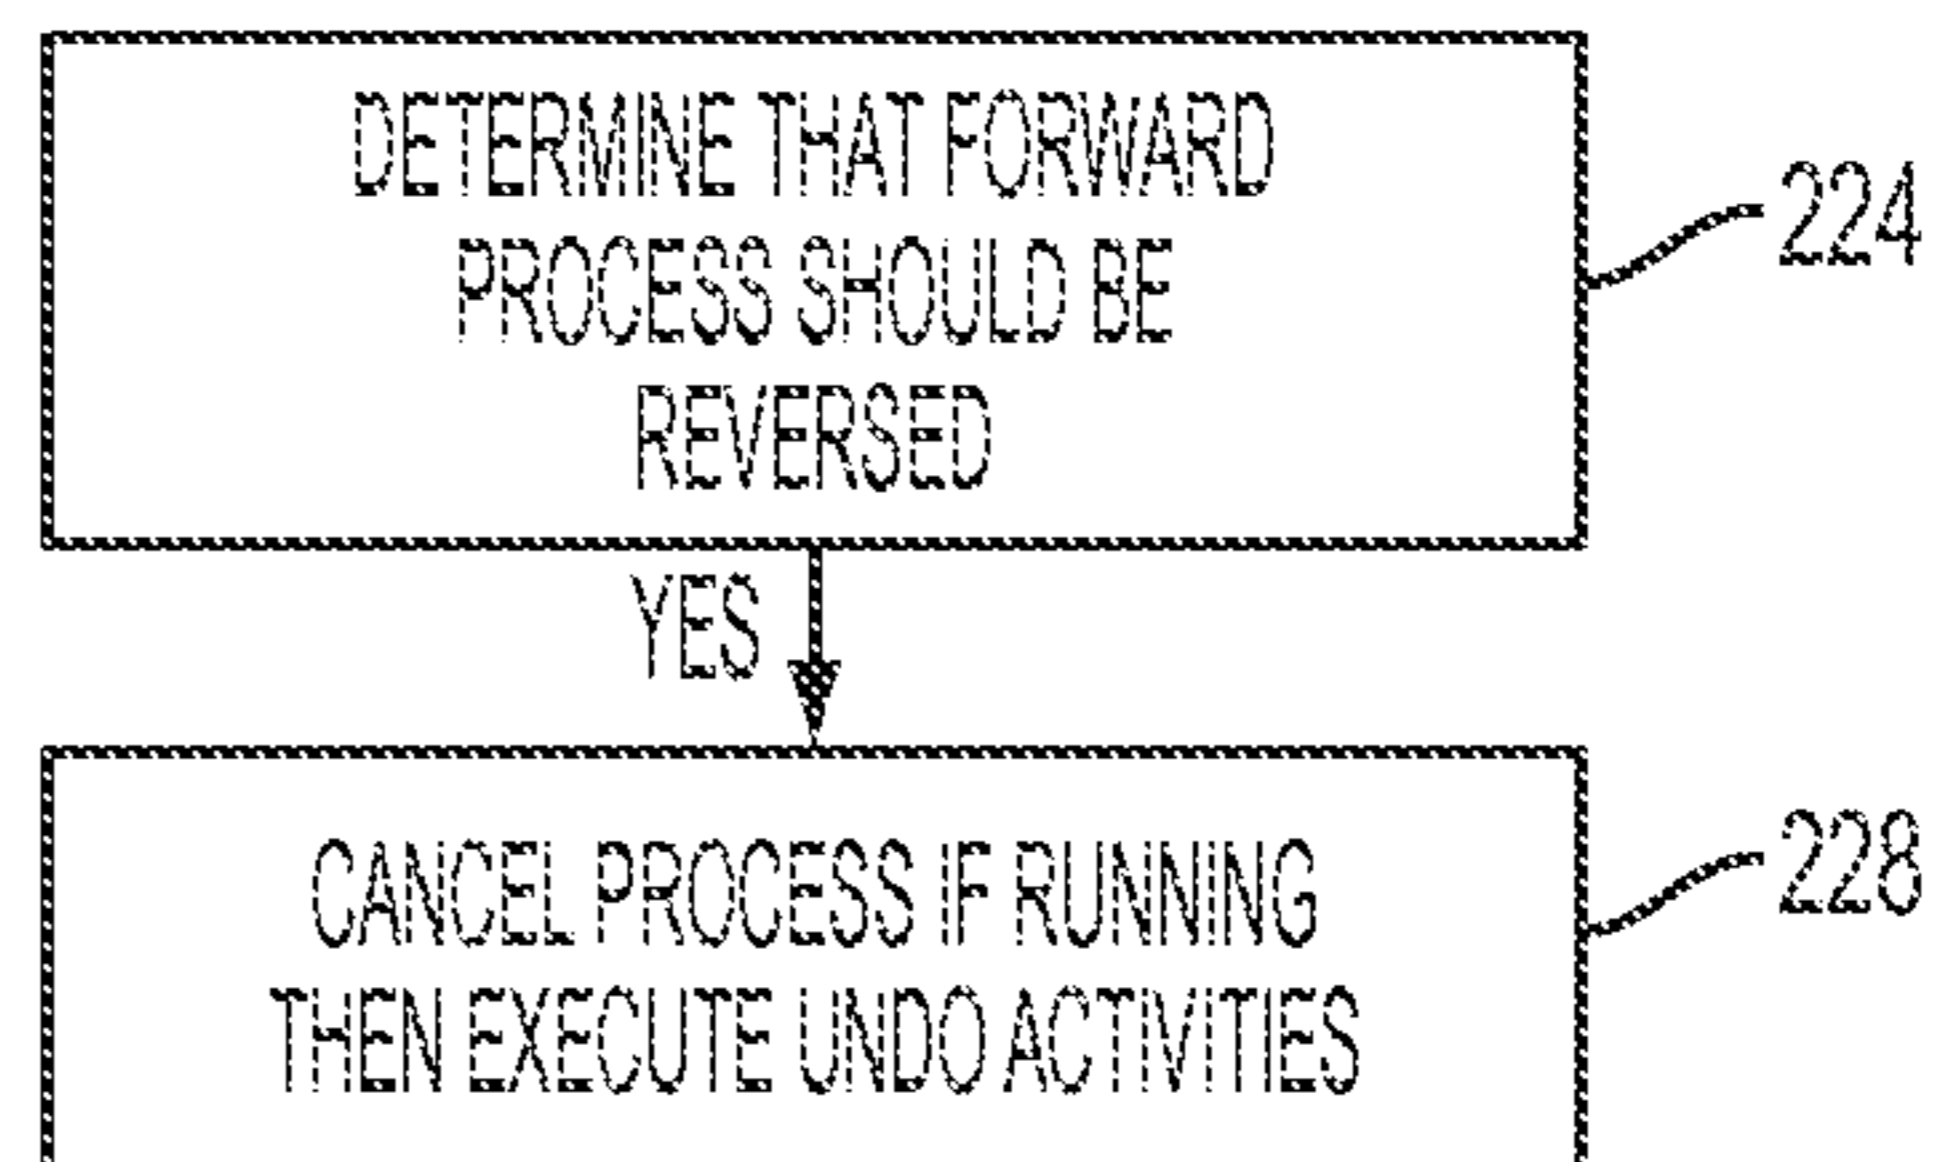 DETERMINE THAT FORWARD
PROCESS SHOULD BE
REVERSED
224
YES
CANCEL PROCESS IF RUNNING
THEN EXECUTE UNDO ACTIVITIES
228